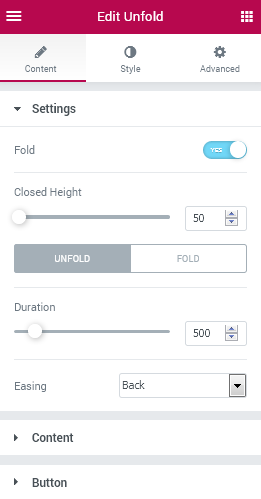 Edit Unfold
Content Style Advanced
Settings
Fold YES
Closed Height
50
UNFOLD FOLD
Duration
500
Easing Back
Content
Button